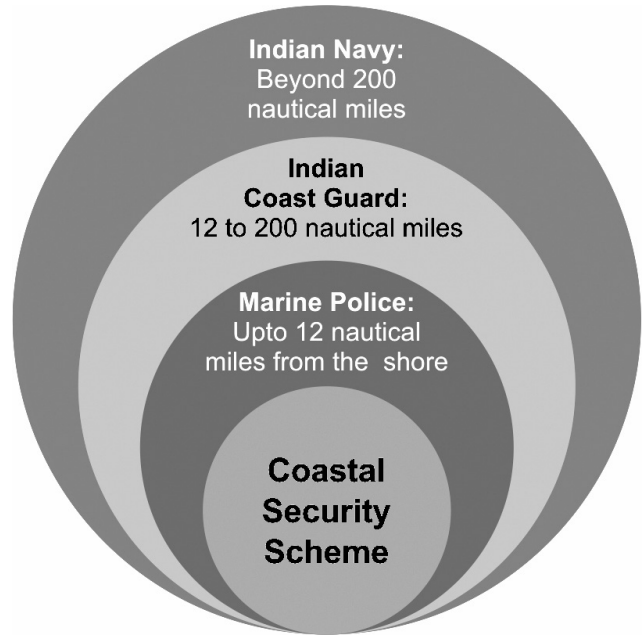 Indian Navy:
Beyond 200
nautical miles
Indian
Coast Guard:
12 to 200 nautical miles
Marine Police:
Upto 12 nautical
miles from the shore
Coastal
Security
Scheme